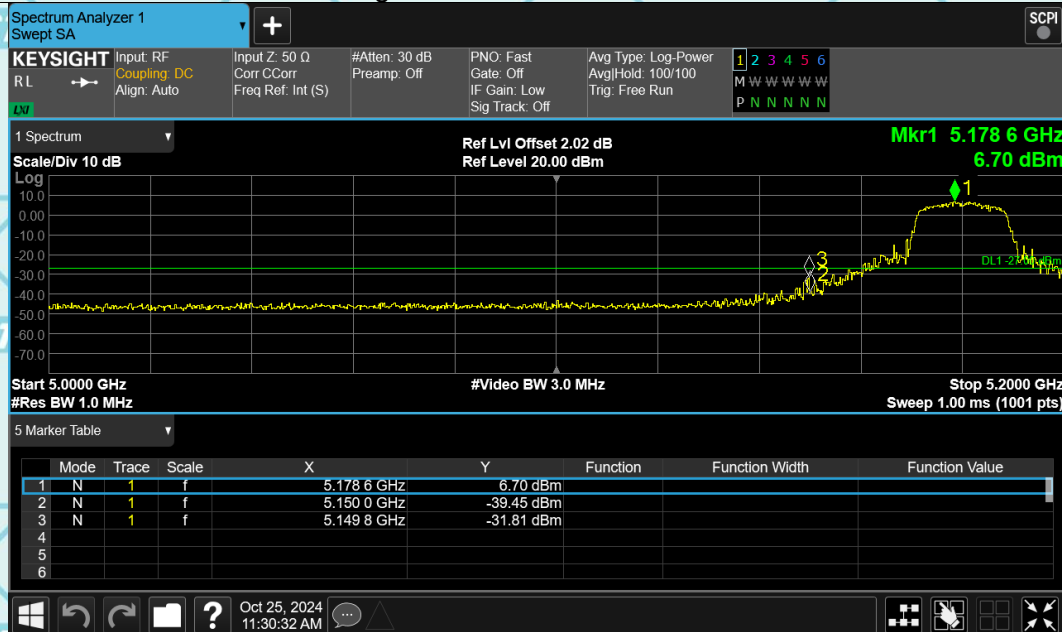 Spectrum Analyzer 1
Swept SA
+
SCPI
KEYSIGHT
RL
LXI
Input: RF
Coupling: DC
Align: Auto
Input Z: 50 Ω
Corr CCorr
Freq Ref: Int (S)
#Atten: 30 dB
Preamp: Off
PNO: Fast
Gate: Off
IF Gain: Low
Sig Track: Off
Avg Type: Log-Power
Avg|Hold: 100/100
Trig: Free Run
1 2 3 4 5 6
M W W W W W
P N N N N N
1 Spectrum
Scale/Div 10 dB
Ref Lvl Offset 2.02 dB
Ref Level 20.00 dBm
Mkr1 5.178 6 GHz
6.70 dBm
Log
10.0
0.00
-10.0
-20.0
-30.0
-40.0
-50.0
-60.0
-70.0
1
3
2
Start 5.0000 GHz
#Res BW 1.0 MHz
#Video BW 3.0 MHz
Stop 5.2000 GHz
Sweep 1.00 ms (1001 pts)
5 Marker Table
Mode Trace Scale X Y Function Function Width Function Value
1 N 1 f 5.178 6 GHz 6.70 dBm
2 N 1 f 5.150 0 GHz -39.45 dBm
3 N 1 f 5.149 8 GHz -31.81 dBm
4
5
6
?
Oct 25, 2024
11:30:32 AM